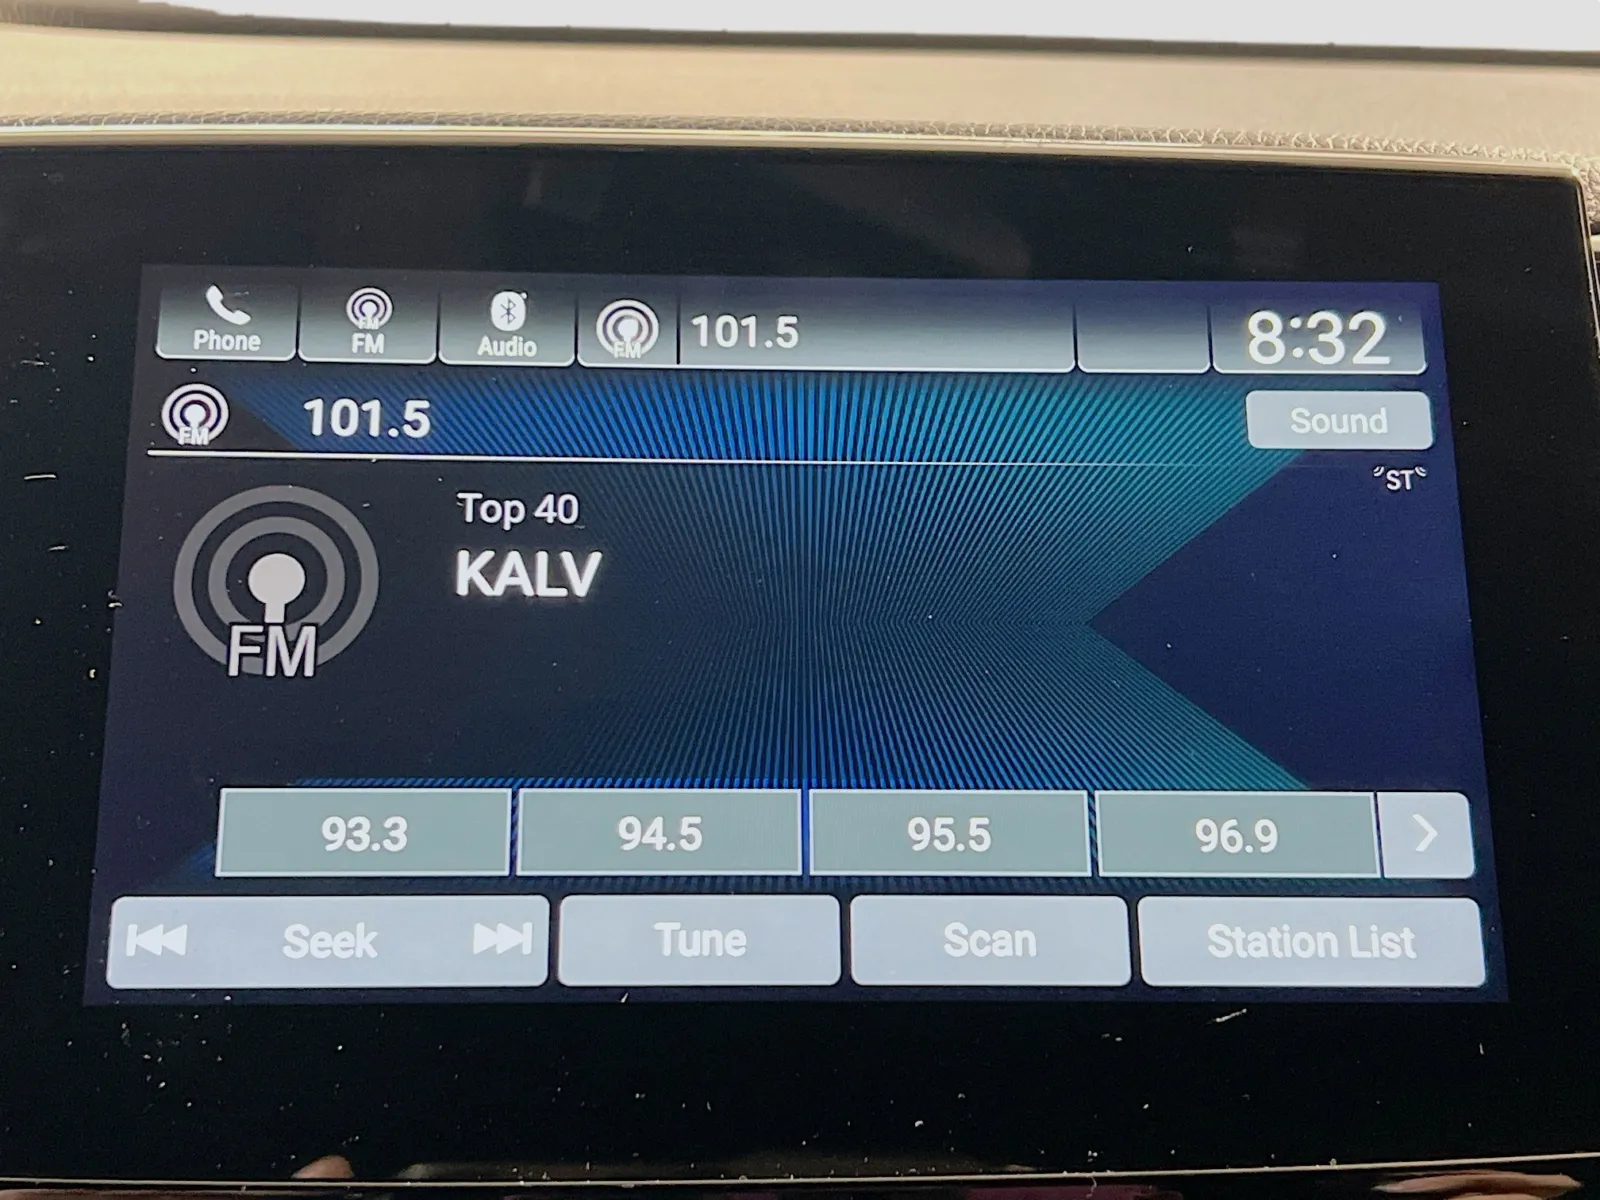 Phone
FM
FM
Audio
FM
101.5
8:32
FM
101.5
Sound
ST
Top 40
KALV
FM
93.3
94.5
95.5
96.9
Seek
Tune
Scan
Station List